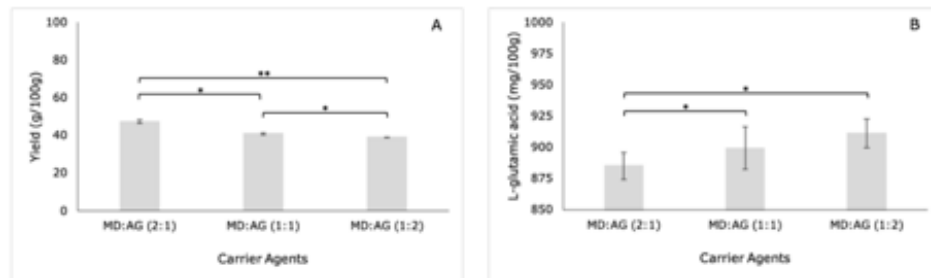 A
Yield (g/100g)
100
80
60
40
20
0
**
*
*
MD:AG (2:1)
MD:AG (1:1)
MD:AG (1:2)
Carrier Agents
B
L-glutamic acid (mg/100g)
1000
975
950
925
900
875
850
*
*
MD:AG (2:1)
MD:AG (1:1)
MD:AG (1:2)
Carrier Agents